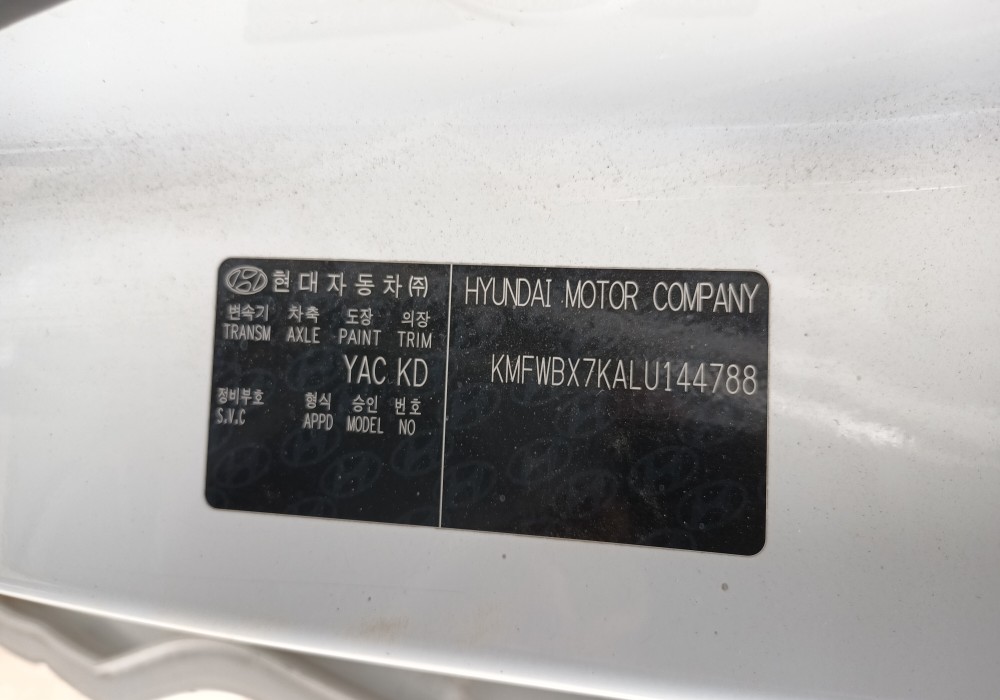 현대자동차㈜
변속기 차축 도장 의장
TRANSM AXLE PAINT TRIM
YAC KD
정비부호 형식 승인 번호
S.V.C APPD MODEL NO
HYUNDAI MOTOR COMPANY
KMFWBX7KALU144788